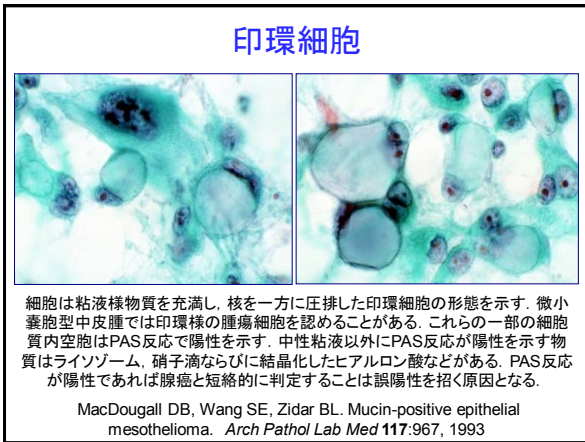 印環細胞
細胞は粘液様物質を充満し，核を一方に圧排した印環細胞の形態を示す．微小
嚢胞型中皮腫では印環様の腫瘍細胞を認めることがある．これらの一部の細胞
質内空胞はPAS反応で陽性を示す．中性粘液以外にPAS反応が陽性を示す物
質はライソゾーム，硝子滴ならびに結晶化したヒアルロン酸などがある．PAS反応
が陽性であれば腺癌と短絡的に判定することは誤陽性を招く原因となる．
MacDougall DB, Wang SE, Zidar BL. Mucin-positive epithelial
mesothelioma. Arch Pathol Lab Med 117:967, 1993